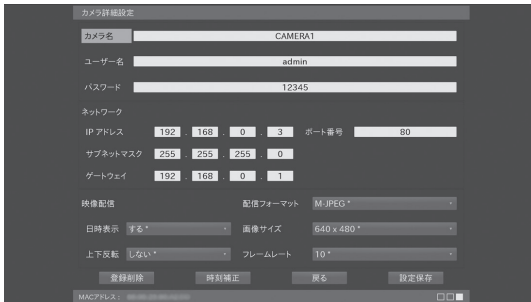 カメラ詳細設定
カメラ名 CAMERA1
ユーザー名 admin
パスワード 12345
ネットワーク
IP アドレス 192 . 168 . 0 . 3 ポート番号 80
サブネットマスク 255 . 255 . 255 . 0
ゲートウェイ 192 . 168 . 0 . 1
映像配信 配信フォーマット M-JPEG *
日時表示 する * 画像サイズ 640 x 480 *
上下反転 しない * フレームレート 10 *
登録削除 時刻補正 戻る 設定保存
MACアドレス :